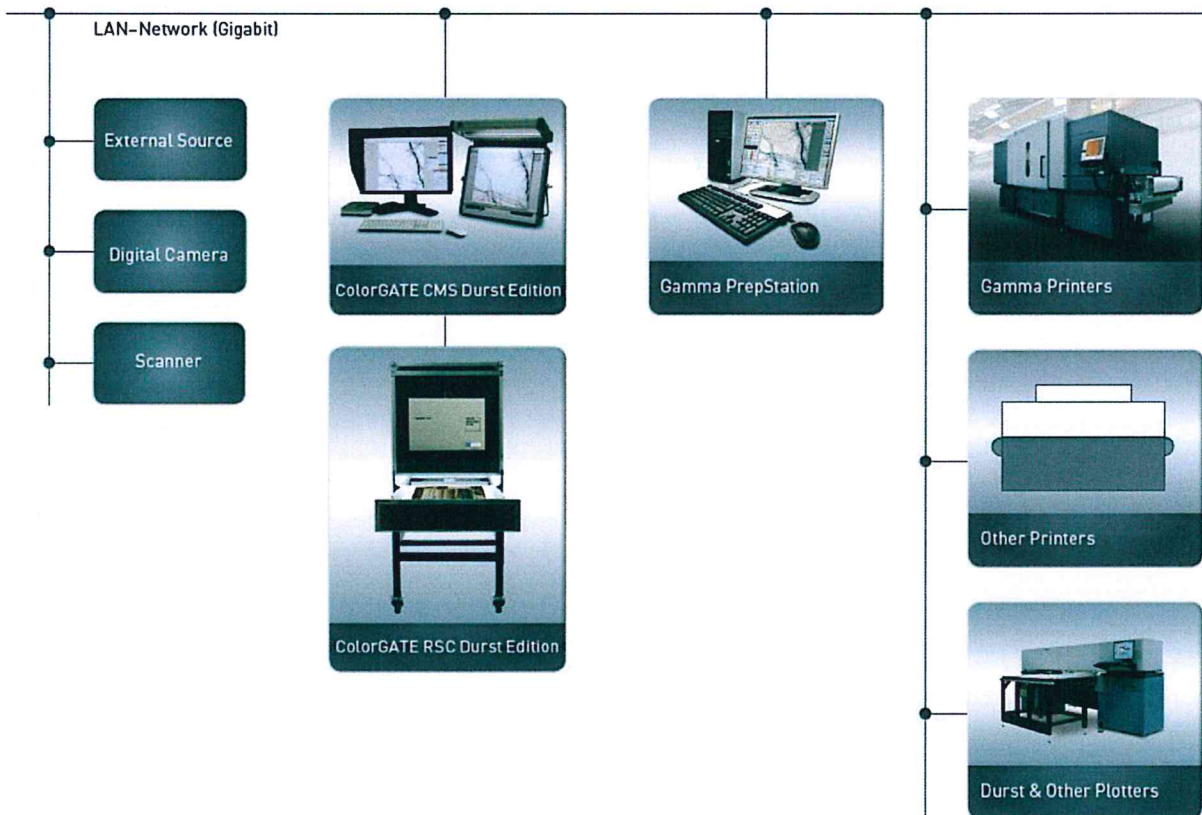 LAN-Network (Gigabit)
External Source
Digital Camera
Scanner
ColorGATE CMS Durst Edition
ColorGATE RSC Durst Edition
Gamma PrepStation
Gamma Printers
Other Printers
Durst & Other Plotters